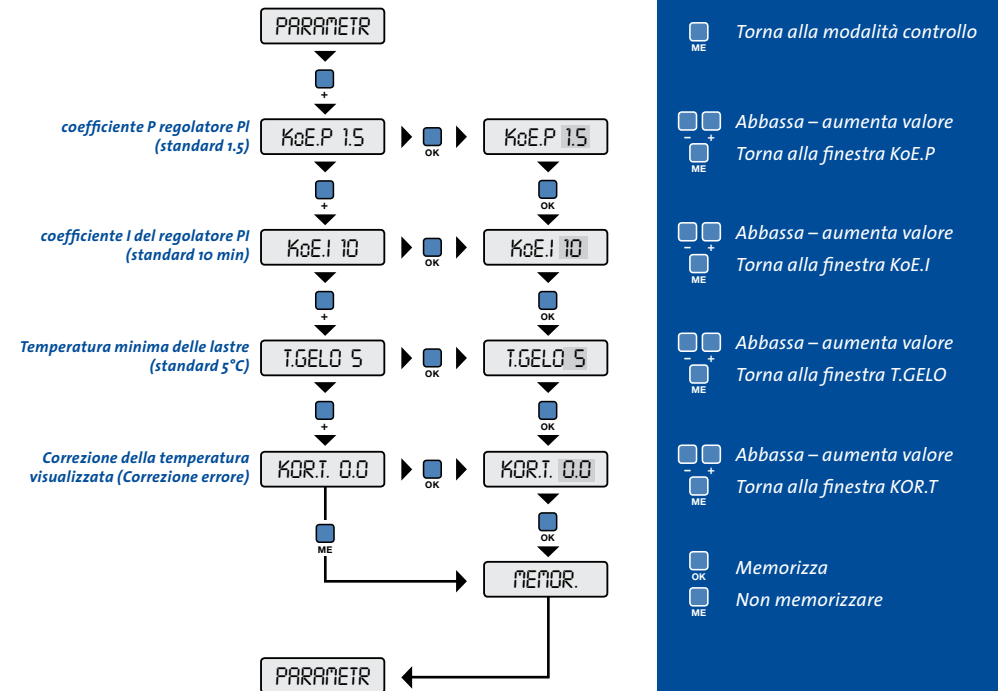 PARAMETR
ME
Torna alla modalità controllo
+
coefficiente P regolatore PI
(standard 1.5)
KoE.P 1.5
OK
KoE.P 1.5
– +
Abbassa – aumenta valore
ME
Torna alla finestra KoE.P
+
OK
coefficiente I del regolatore PI
(standard 10 min)
KoE.I 10
OK
KoE.I 10
– +
Abbassa – aumenta valore
ME
Torna alla finestra KoE.I
+
OK
Temperatura minima delle lastre
(standard 5°C)
T.GELO 5
OK
T.GELO 5
– +
Abbassa – aumenta valore
ME
Torna alla finestra T.GELO
+
OK
Correzione della temperatura
visualizzata (Correzione errore)
KOR.T. 0.0
OK
KOR.T. 0.0
– +
Abbassa – aumenta valore
ME
Torna alla finestra KOR.T
ME
OK
MEMOR.
OK
Memorizza
ME
Non memorizzare
PARAMETR